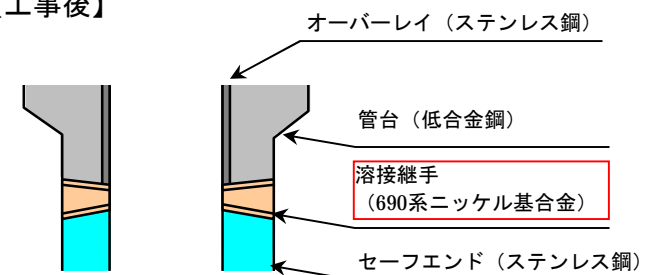 工事後】
オーバーレイ（ステンレス鋼）
管台（低合金鋼）
溶接継手
（690系ニッケル基合金）
セーフエンド（ステンレス鋼）